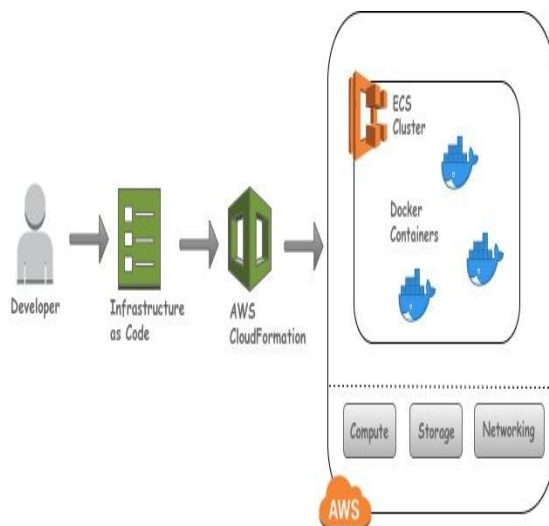 ECS
Cluster
Docker
Containers
Developer
Infrastructure
as Code
AWS
CloudFormation
Compute
Storage
Networking
AWS